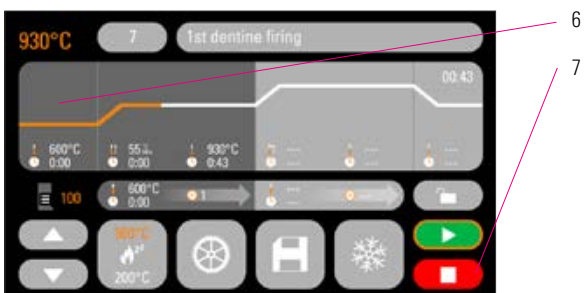 930°C 7 1st dentine firing 6
7
00:43
600°C 55 930°C --- --- ---
0:00 0:00 0:43 --- --- ---
100 600°C 1 --- ---
0:00 ---
200°C